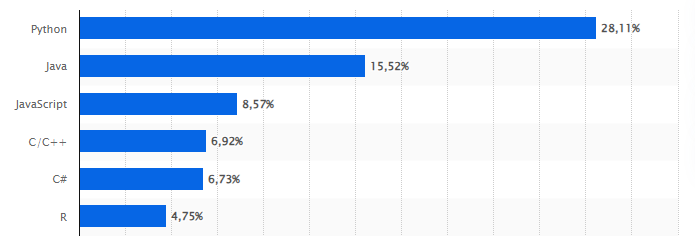 Python 28,11%
Java 15,52%
JavaScript 8,57%
C/C++ 6,92%
C# 6,73%
R 4,75%